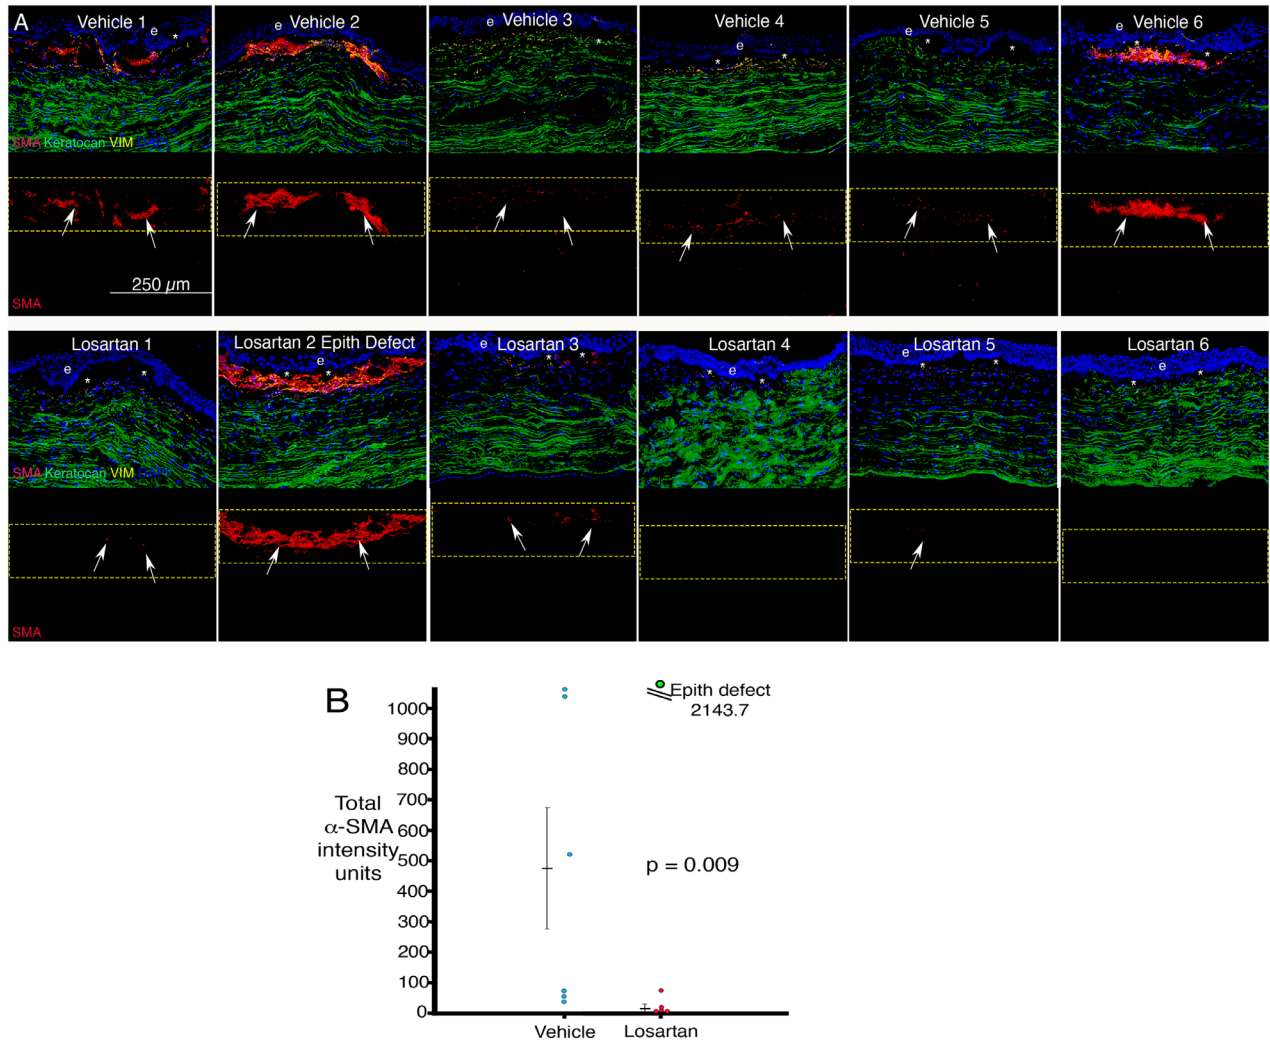 A
Vehicle 1
Vehicle 2
Vehicle 3
Vehicle 4
Vehicle 5
Vehicle 6
e *
e
e *
e * *
e * *
e * *
SMA Keratocan VIM DAPI
250 µm
SMA
Losartan 1
Losartan 2 Epith Defect
Losartan 3
Losartan 4
Losartan 5
Losartan 6
e * *
e * *
e * *
e * *
e * *
e * *
SMA Keratocan VIM DAPI
SMA
B
Epith defect
2143.7
1000
900
800
700
600
500
400
300
200
100
0
Total
α-SMA
intensity
units
p = 0.009
Vehicle
Losartan